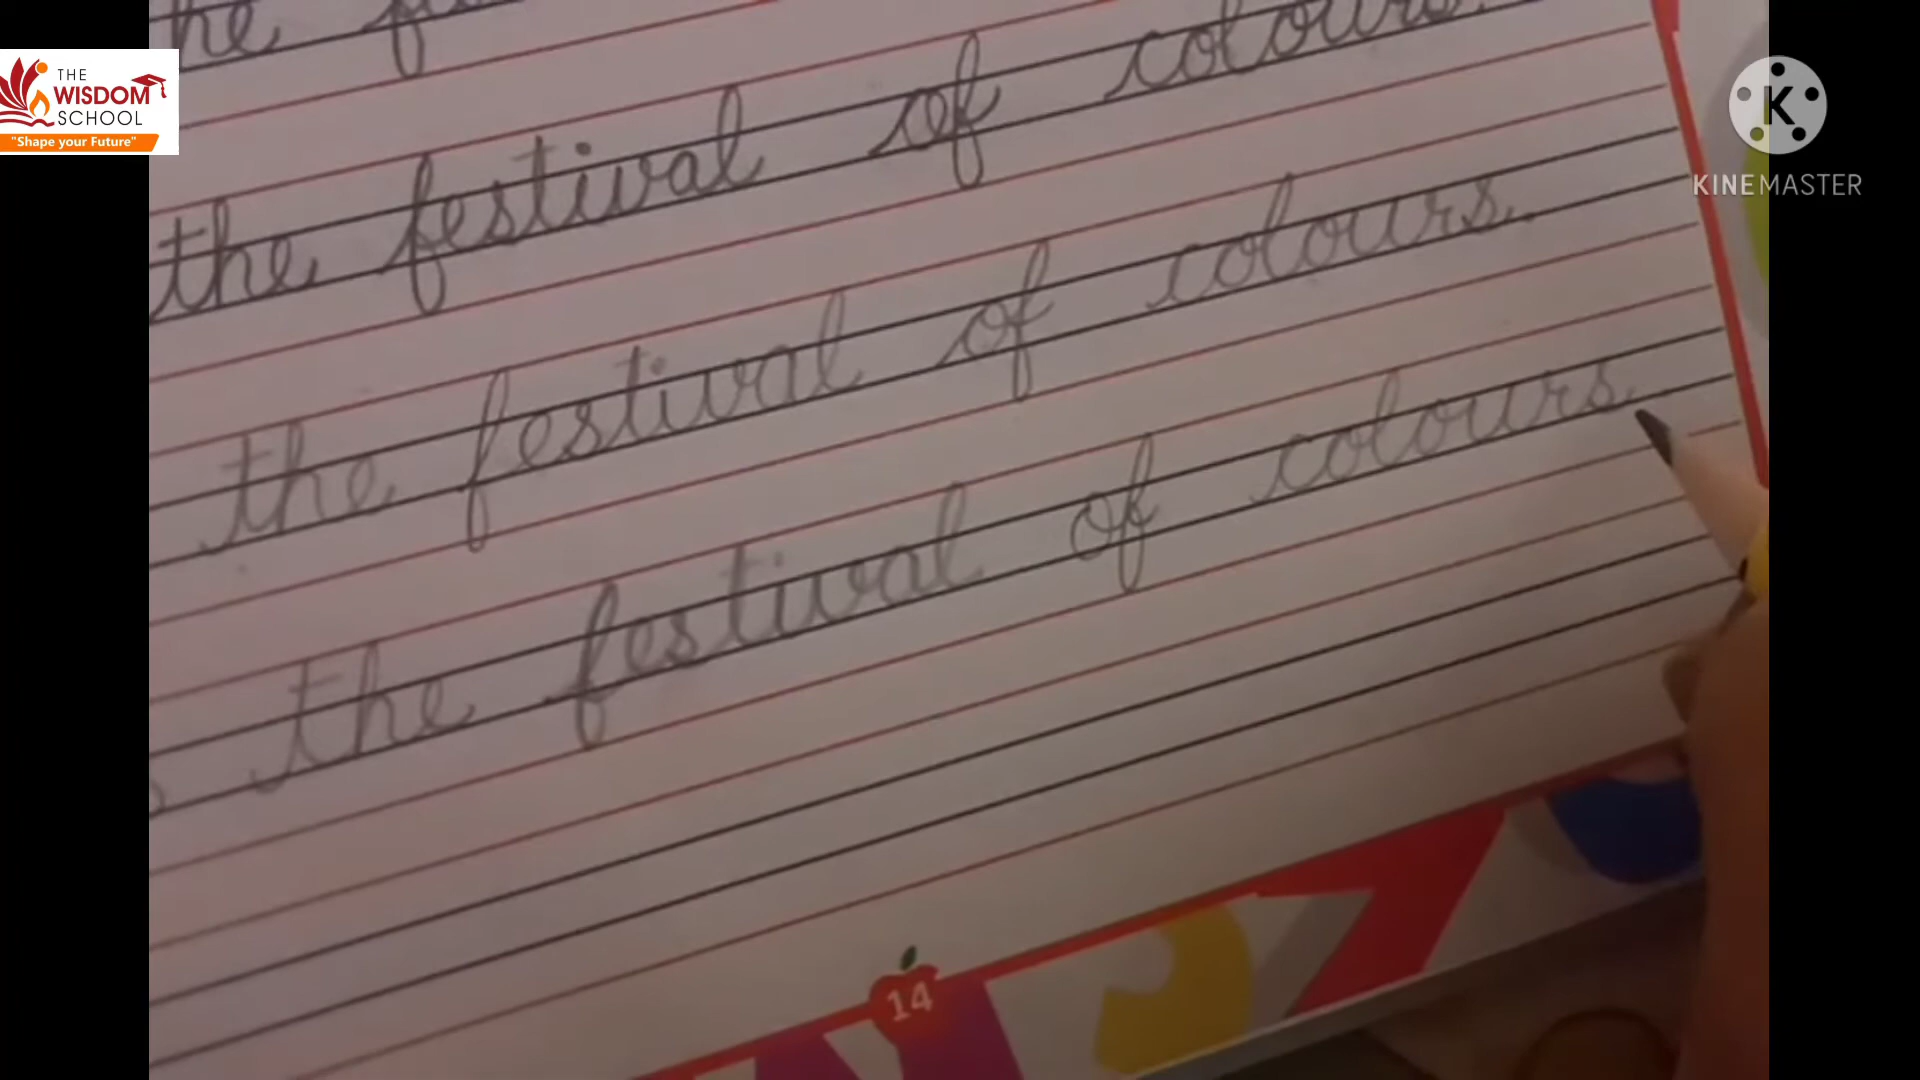 THE
WISDOM
SCHOOL
"Shape your Future"
K
KINEMASTER
the
the festival of colours.
the festival of colours.
the festival of colours.
14